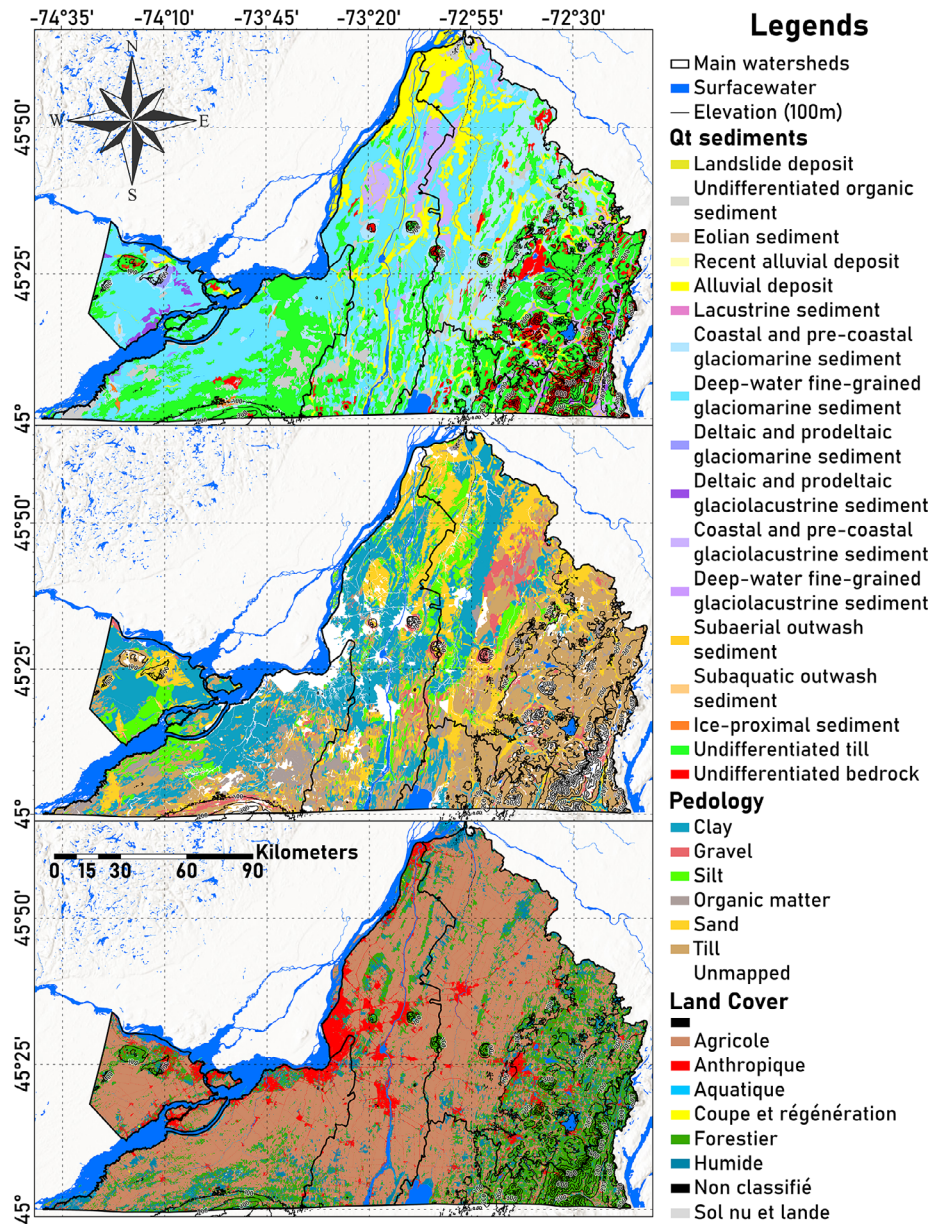 -74°35' -74°10' -73°45' -73°20' -72°55' -72°30'
N
W E
S
45°50'
45°25'
45°
45°50'
45°25'
45°
Kilometers
0 15 30 60 90
45°50'
45°25'
45°
Legends
Main watersheds
Surfacewater
Elevation (100m)
Qt sediments
Landslide deposit
Undifferentiated organic
sediment
Eolian sediment
Recent alluvial deposit
Alluvial deposit
Lacustrine sediment
Coastal and pre-coastal
glaciomarine sediment
Deep-water fine-grained
glaciomarine sediment
Deltaic and prodeltaic
glaciomarine sediment
Deltaic and prodeltaic
glaciolacustrine sediment
Coastal and pre-coastal
glaciolacustrine sediment
Deep-water fine-grained
glaciolacustrine sediment
Subaerial outwash
sediment
Subaquatic outwash
sediment
Ice-proximal sediment
Undifferentiated till
Undifferentiated bedrock
Pedology
Clay
Gravel
Silt
Organic matter
Sand
Till
Unmapped
Land Cover
Agricole
Anthropique
Aquatique
Coupe et régénération
Forestier
Humide
Non classifié
Sol nu et lande